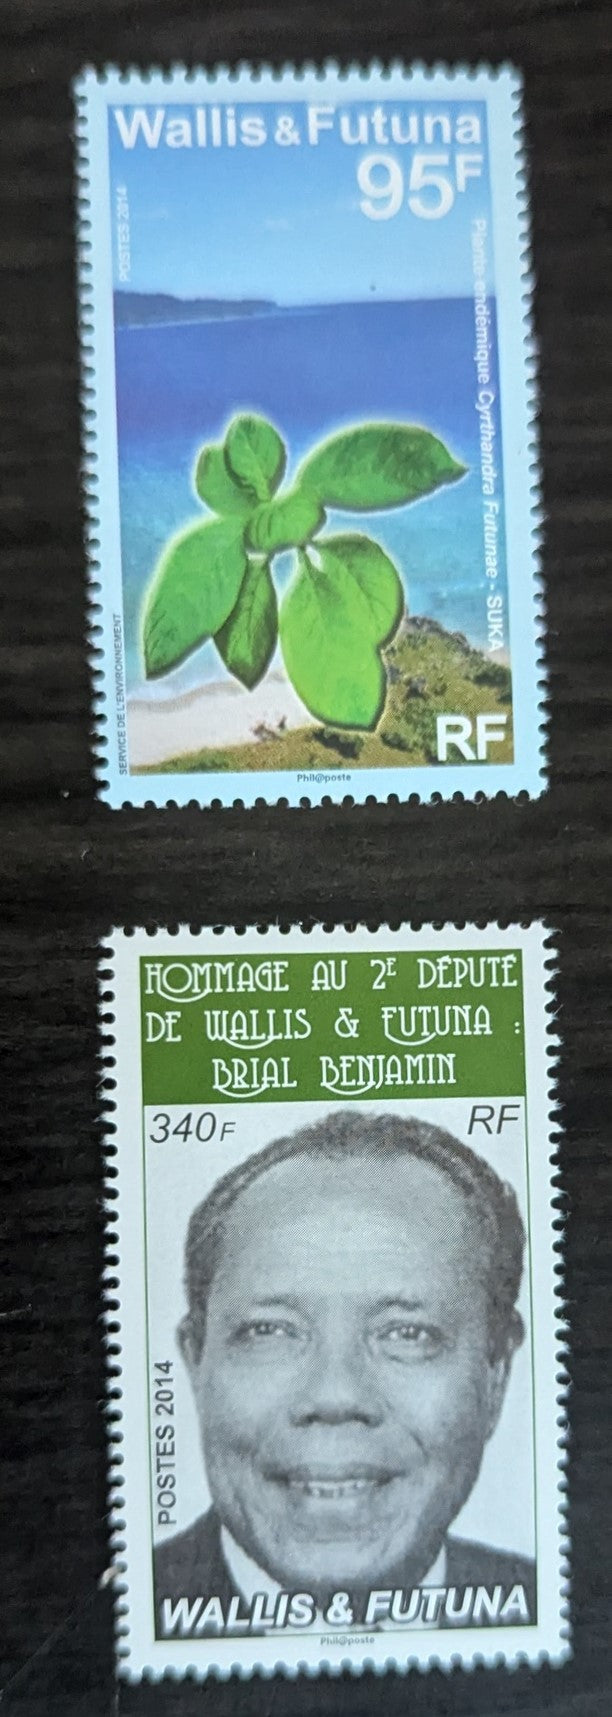 Wallis & Futuna
95F
POSTES 2014
Plante endémique Cyrthandra Futunae - SUKA
SERVICE DE L'ENVIRONNEMENT
RF
Phil@poste
HOMMAGE AU 2E DÉPUTÉ
DE WALLIS & FUTUNA :
BRIAL BENJAMIN
340F
RF
POSTES 2014
WALLIS & FUTUNA
Phil@poste